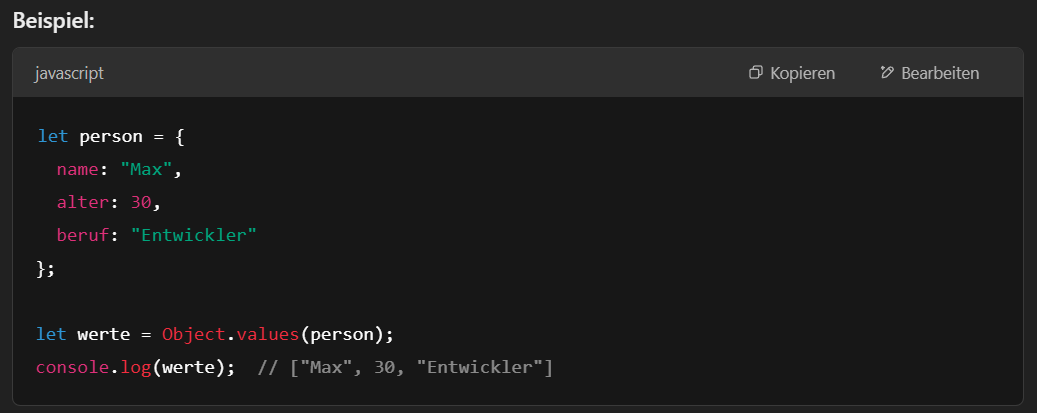 Beispiel:
javascript Kopieren Bearbeiten
let person = {
  name: "Max",
  alter: 30,
  beruf: "Entwickler"
};
let werte = Object.values(person);
console.log(werte);  // ["Max", 30, "Entwickler"]